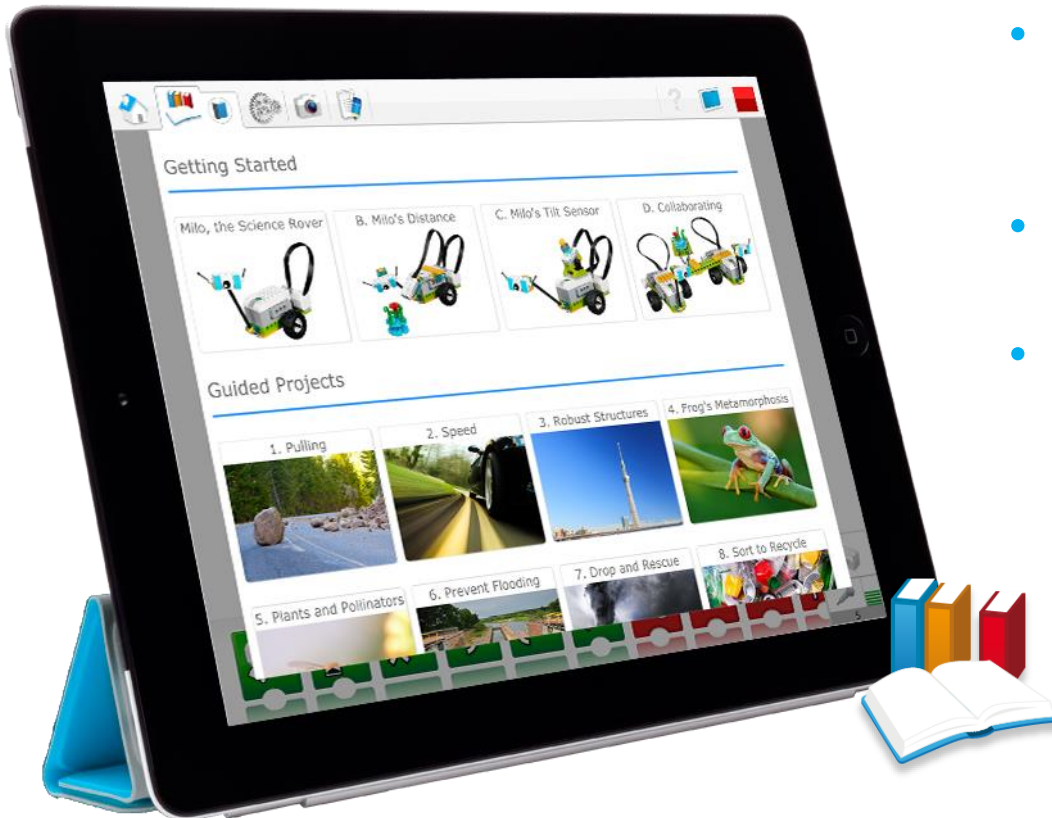 Getting Started
Milo, the Science Rover
B. Milo's Distance
C. Milo's Tilt Sensor
D. Collaborating
Guided Projects
1. Pulling
2. Speed
3. Robust Structures
4. Frog's Metamorphosis
5. Plants and Pollinators
6. Prevent Flooding
7. Drop and Rescue
8. Sort to Recycle
?
5